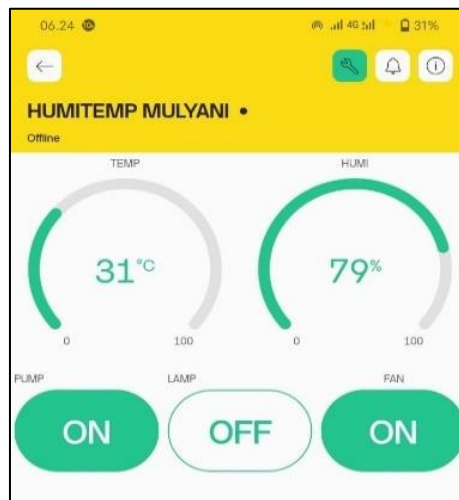 06.24 4G 31%
HUMITEMP MULYANI
Offline
TEMP HUMI
31°C 79%
0 100 0 100
PUMP LAMP FAN
ON OFF ON